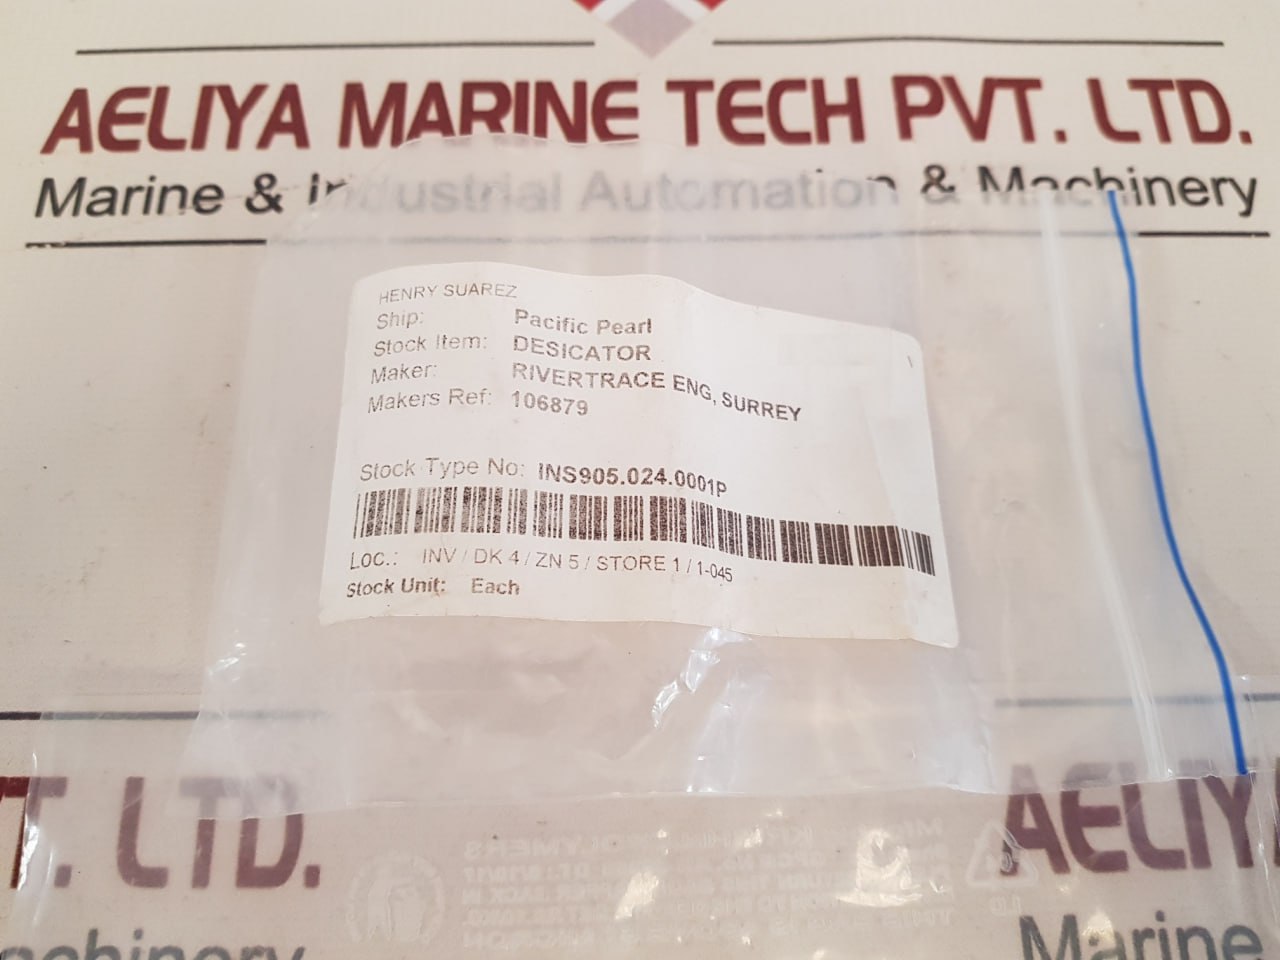 AELIYA MARINE TECH PVT. LTD.
Marine & Industrial Automation & Machinery
HENRY SUAREZ
Ship: Pacific Pearl
Stock Item: DESICATOR
Maker: RIVERTRACE ENG, SURREY
Makers Ref: 106879
Stock Type No: INS905.024.0001P
Loc.: INV / DK 4 / ZN 5 / STORE 1 / 1-045
Stock Unit: Each
T. LTD.
AELIY
achinery
Marine